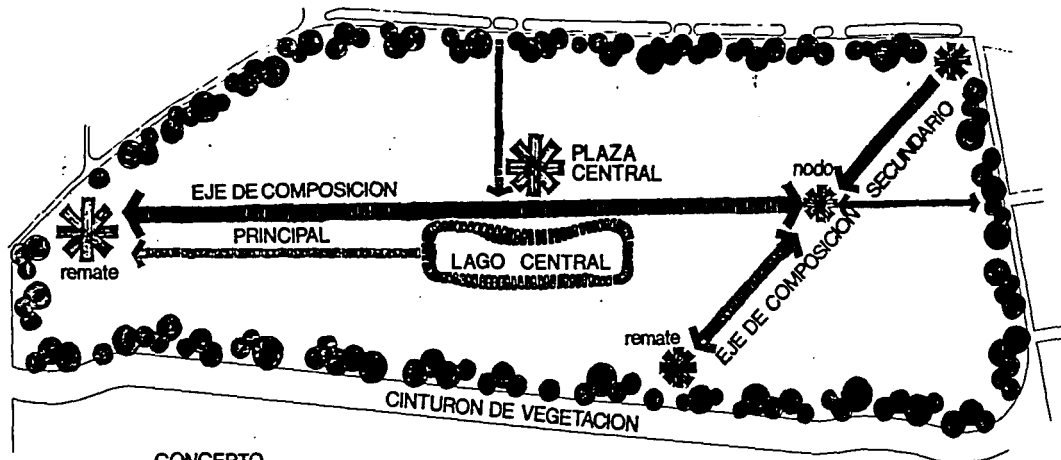 PLAZA
CENTRAL
EJE DE COMPOSICION
PRINCIPAL
remate
LAGO CENTRAL
nodo
EJE DE COMPOSICION SECUNDARIO
remate
CINTURON DE VEGETACION
CONCEPTO